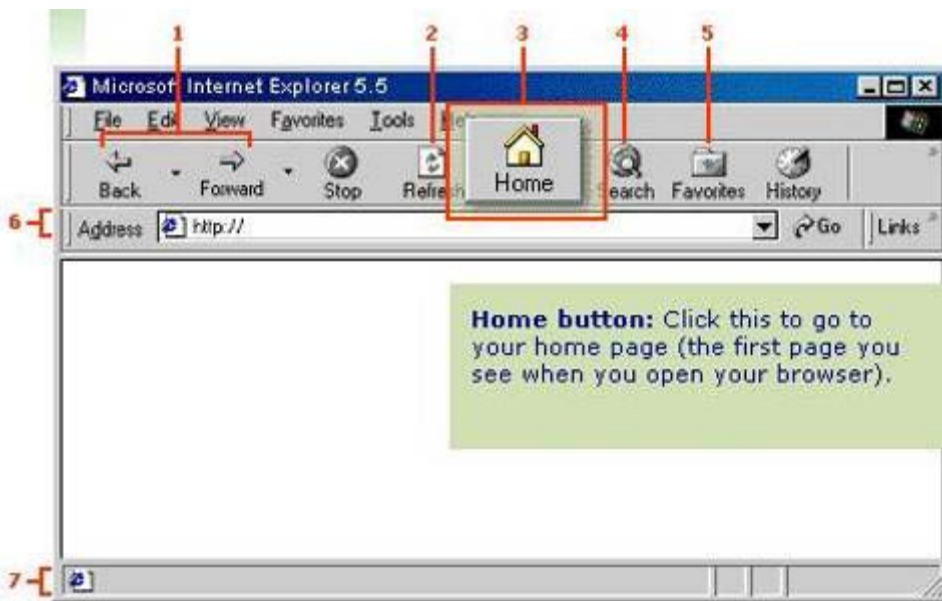 1 2 3 4 5
Microsoft Internet Explorer 5.5
File Edit View Favorites Tools
Back Forward Stop Refresh Home Search Favorites History
6 Address http:// Go Links
Home button: Click this to go to
your home page (the first page you
see when you open your browser).
7